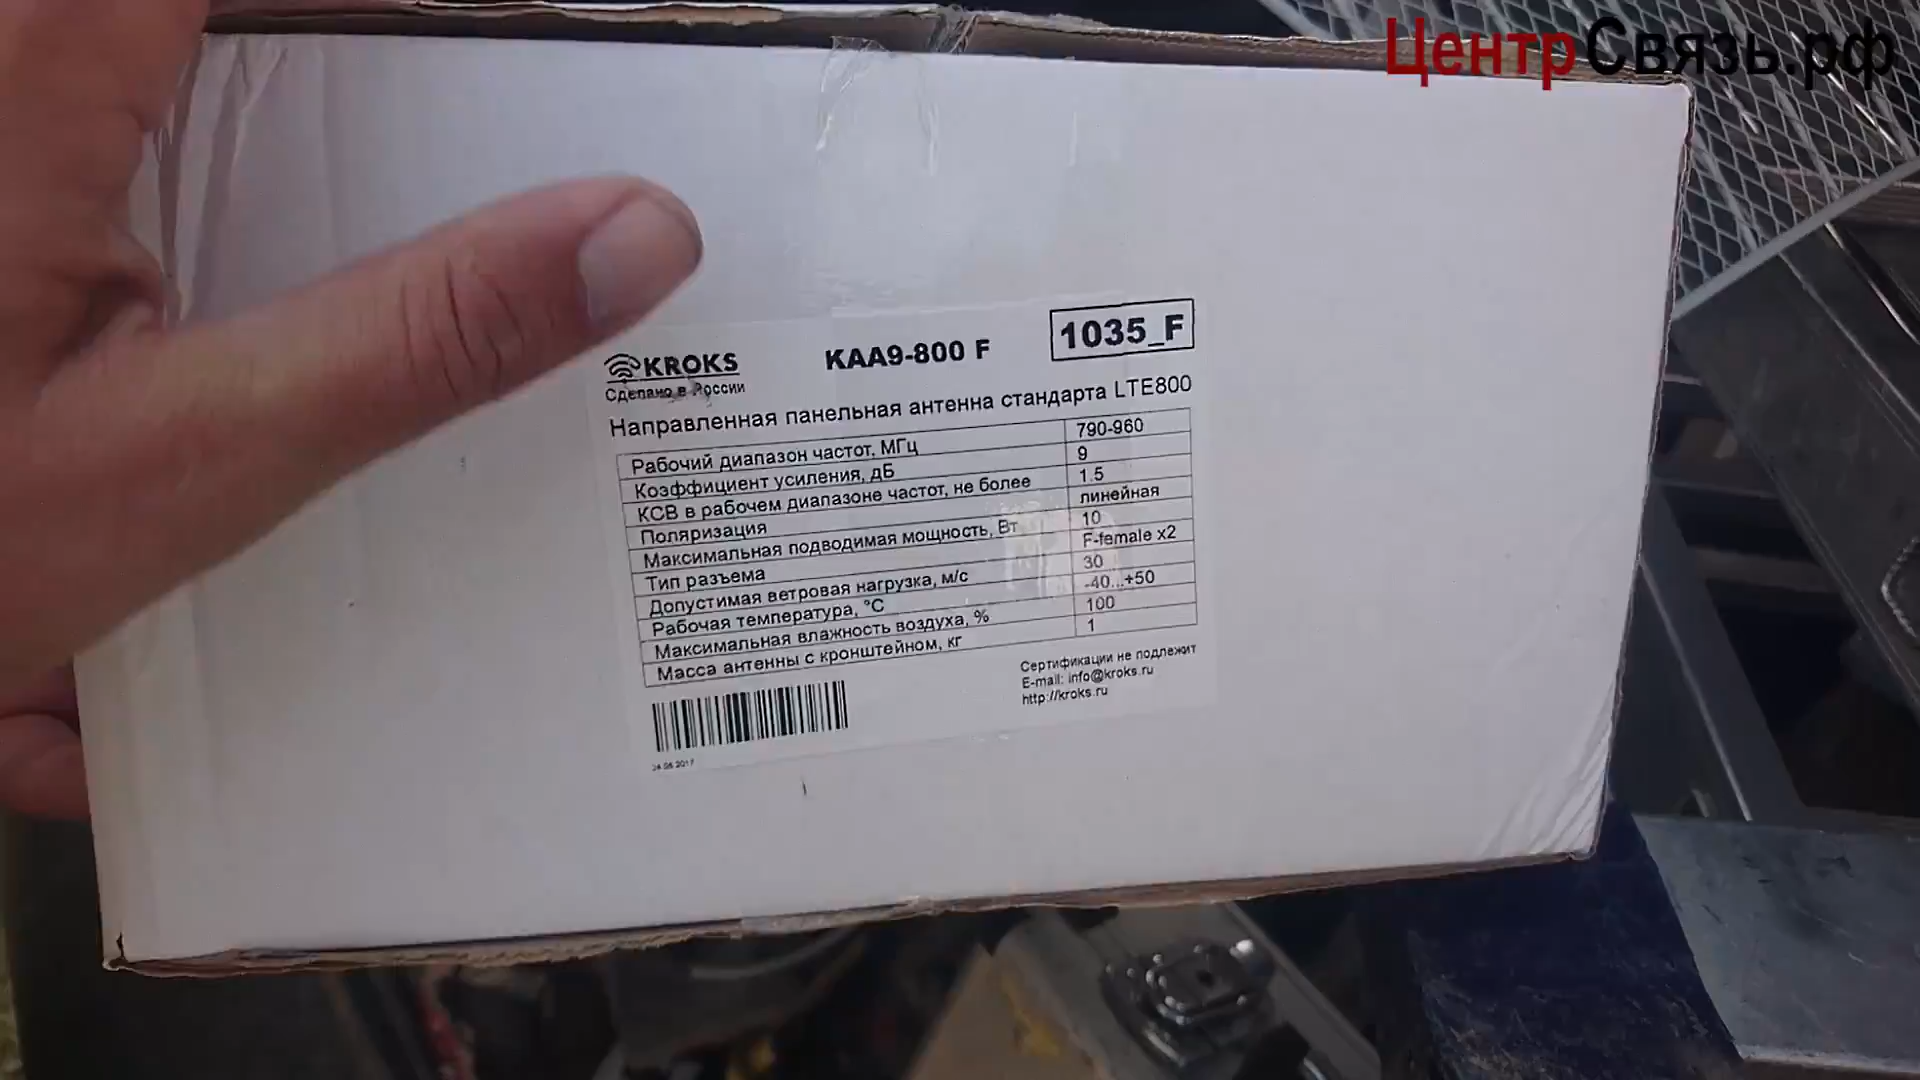 ЦентрСвязь.рф
KROKS
Сделано в России
KAA9-800 F
1035_F
Направленная панельная антенна стандарта LTE800
Рабочий диапазон частот, МГц 790-960
Коэффициент усиления, дБ 9
КСВ в рабочем диапазоне частот, не более 1.5
Поляризация линейная
Максимальная подводимая мощность, Вт 10
Тип разъема F-female x2
Допустимая ветровая нагрузка, м/с 30
Рабочая температура, °С -40...+50
Максимальная влажность воздуха, % 100
Масса антенны с кронштейном, кг 1
Сертификации не подлежит
E-mail: info@kroks.ru
http://kroks.ru